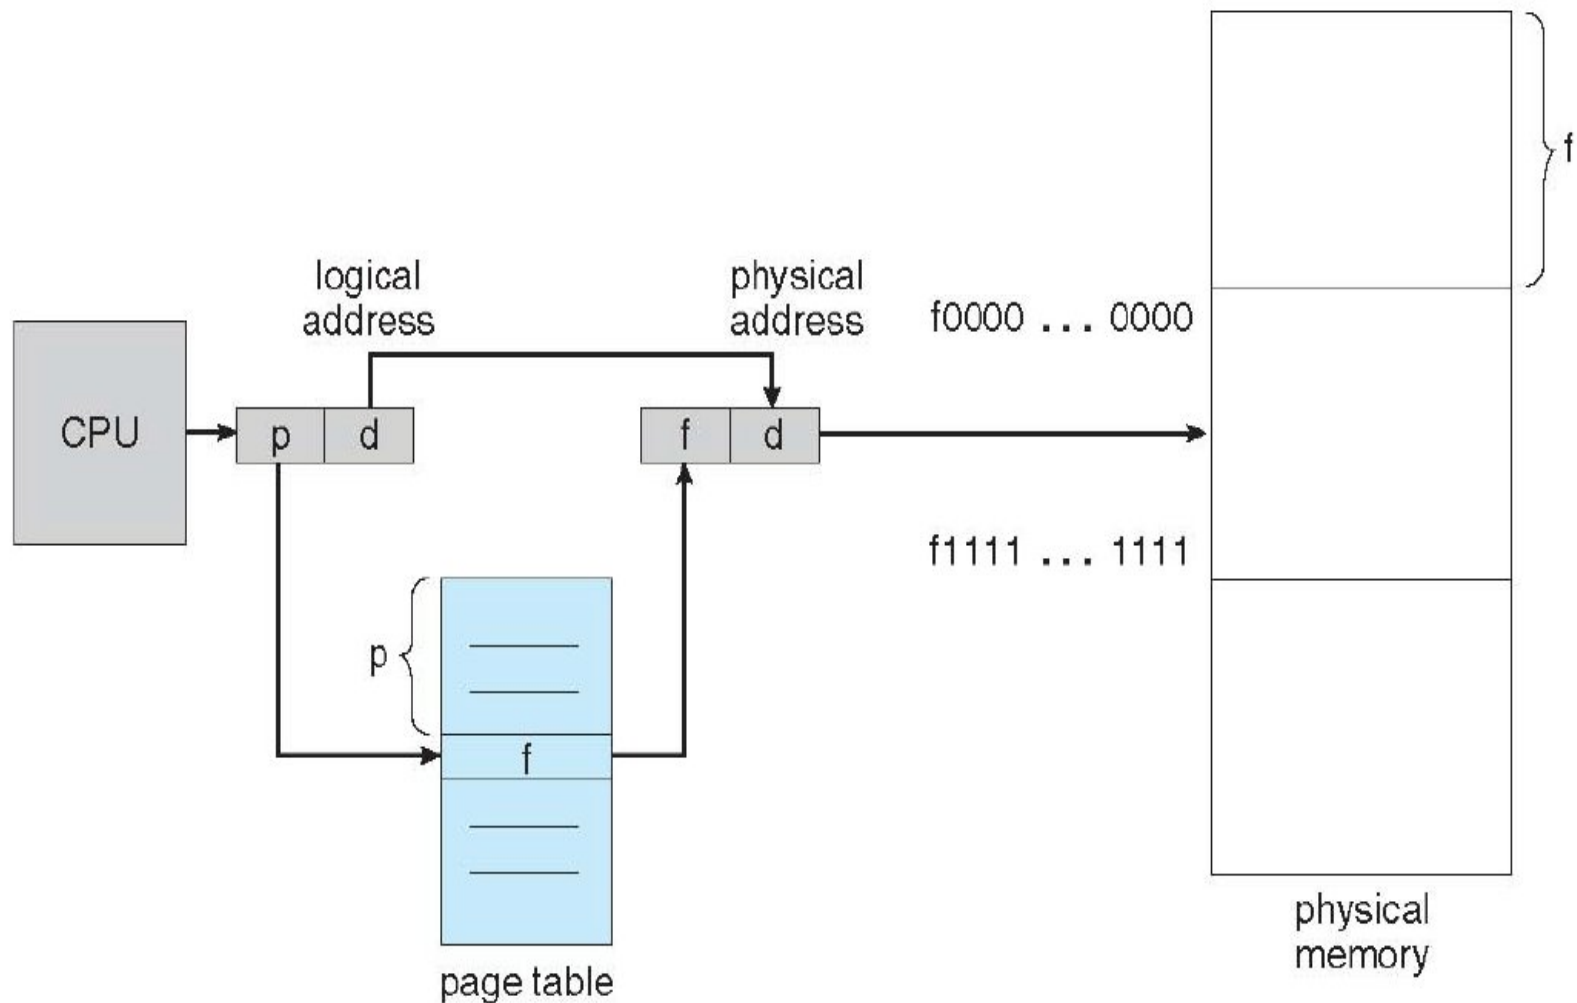 f
logical
address
physical
address
f0000 ... 0000
CPU
p
d
f
d
f1111 ... 1111
p
f
physical
memory
page table